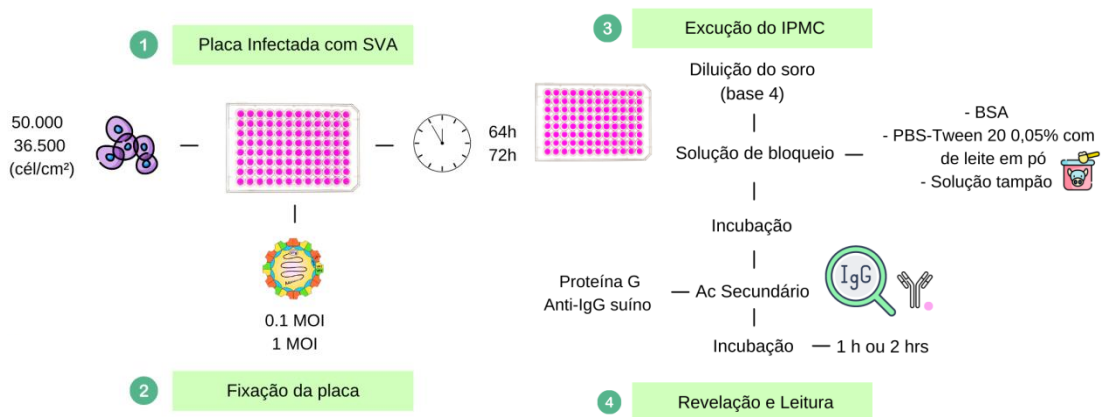 1
Placa Infectada com SVA
50.000
36.500
(cél/cm²)
64h
72h
0.1 MOI
1 MOI
2
Fixação da placa
3
Excução do IPMC
Diluição do soro
(base 4)
Solução de bloqueio
- BSA
- PBS-Tween 20 0,05% com
de leite em pó
- Solução tampão
Incubação
Proteína G
Anti-IgG suíno
Ac Secundário
IgG
Incubação
1 h ou 2 hrs
4
Revelação e Leitura